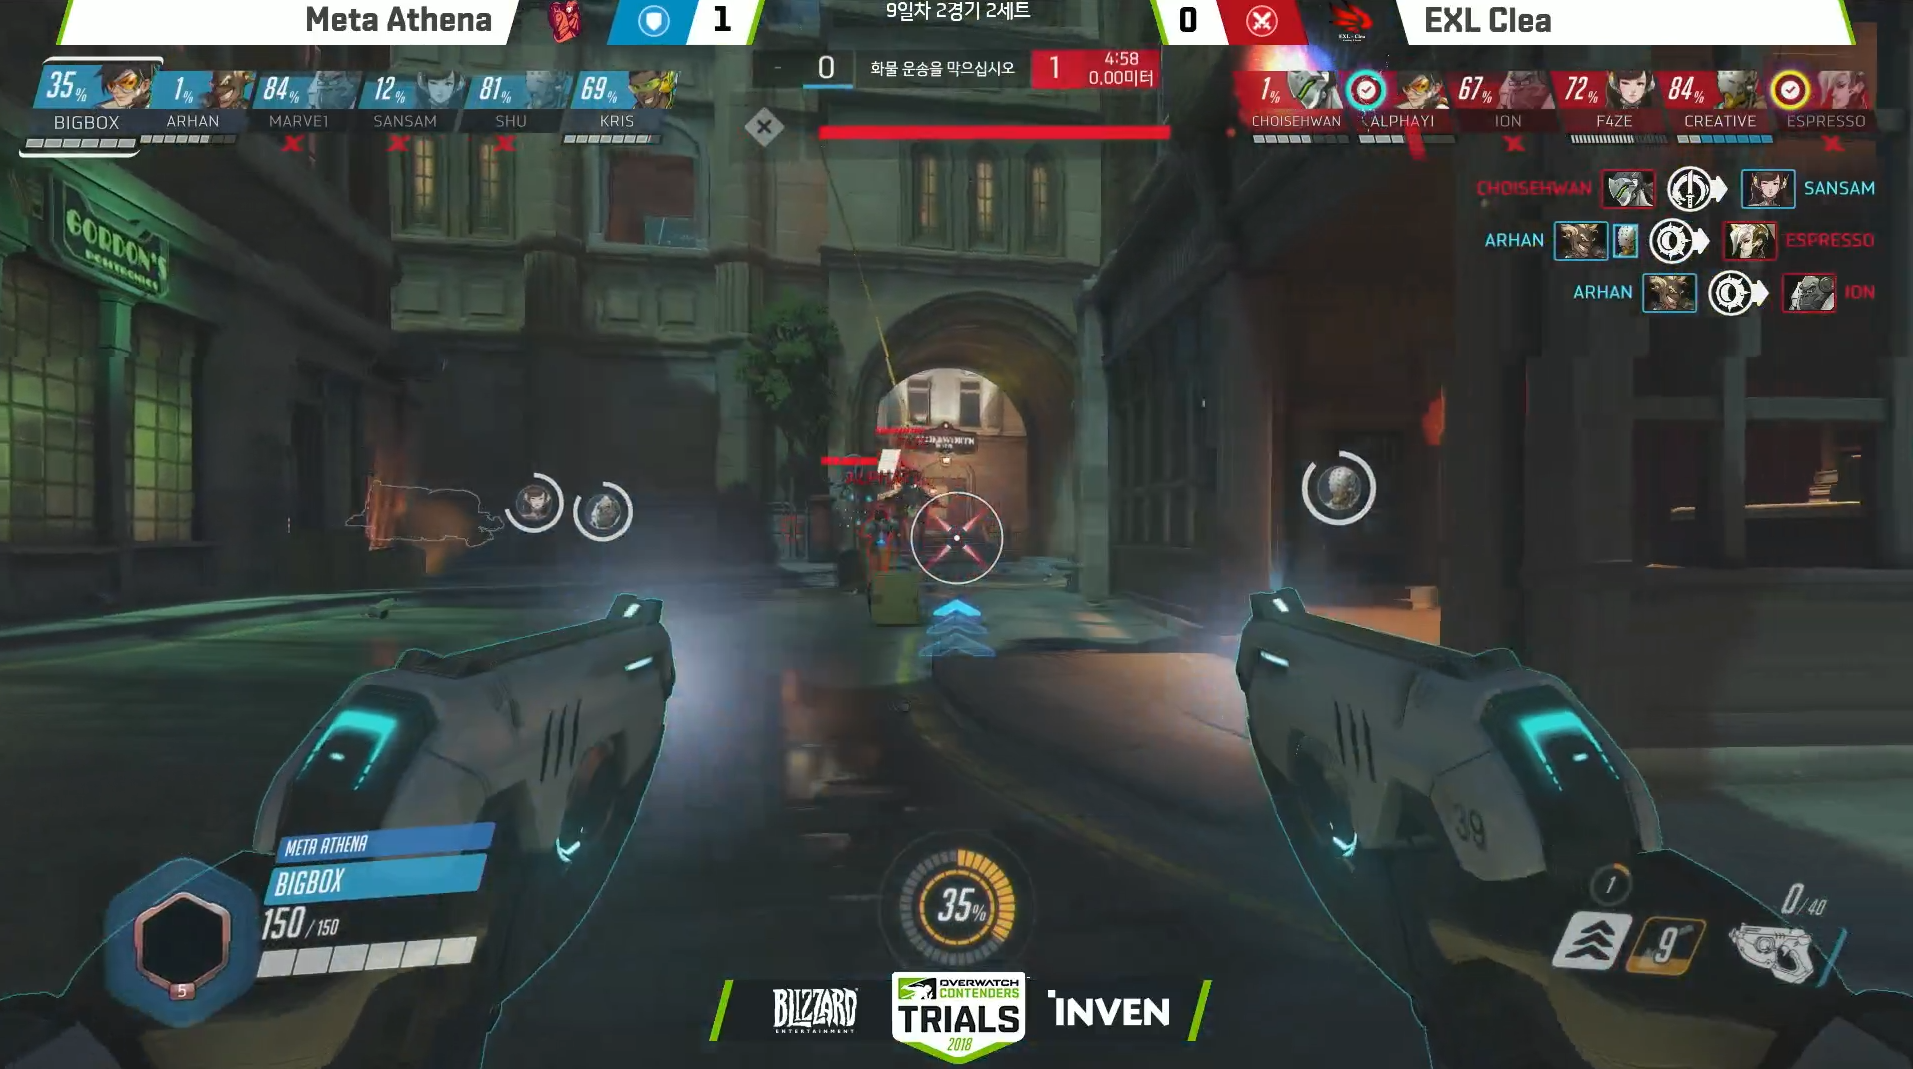 Meta Athena
1
9일차 2경기 2세트
0
EXL Clea
0
화물 운송을 막으십시오
1
4:58
0.00미터
35%
1%
84%
12%
81%
69%
BIGBOX
ARHAN
MARVE1
SANSAM
SHU
KRIS
1%
67%
72%
84%
CHOISEHWAN
ALPHAYI
ION
F4ZE
CREATIVE
ESPRESSO
CHOISEHWAN
SANSAM
ARHAN
ESPRESSO
ARHAN
ION
GORDON'S
39
META ATHENA
BIGBOX
150/150
5
35%
1
9
0/40
BLIZZARD
ENTERTAINMENT
OVERWATCH
CONTENDERS
TRIALS
2018
INVEN